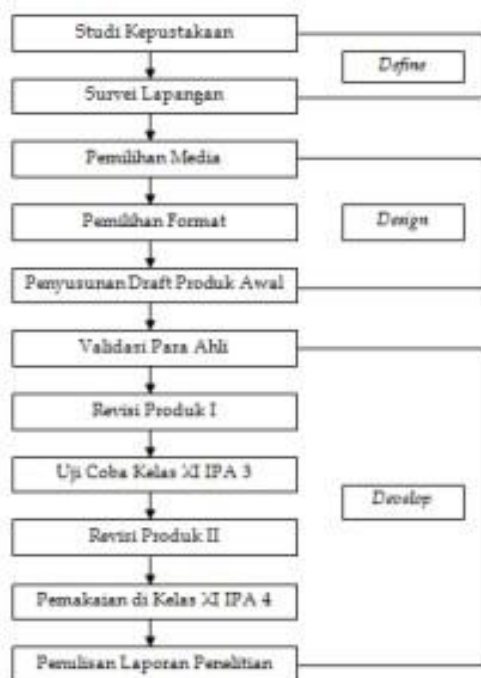 Studi Kepustakaan
Define
Survei Lapangan
Pemilihan Media
Pemilihan Format
Design
Penyusunan Draft Produk Awal
Validasi Para Ahli
Revisi Produk I
Uji Coba Kelas XI IPA 3
Develop
Revisi Produk II
Pemakaian di Kelas XI IPA 4
Penulisan Laporan Penelitian